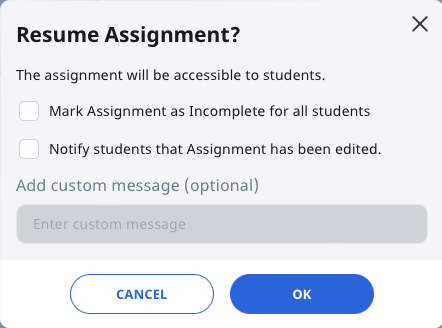 Resume Assignment?
The assignment will be accessible to students.
Mark Assignment as Incomplete for all students
Notify students that Assignment has been edited.
Add custom message (optional)
Enter custom message
CANCEL
OK